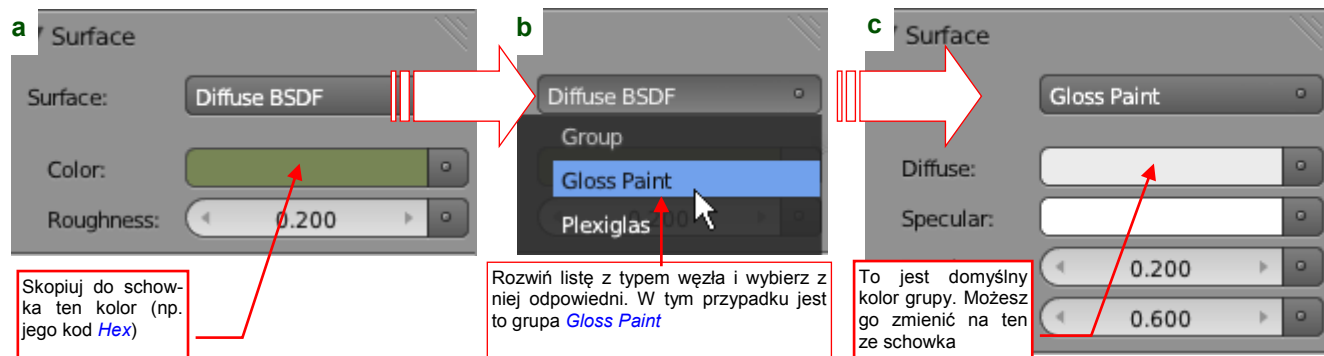 a
Surface
Surface:
Diffuse BSDF
Color:
Roughness:
0.200
Skopiuj do schow-
ka ten kolor (np.
jego kod Hex)
b
Diffuse BSDF
Group
Gloss Paint
Plexiglas
0.200
Rozwiń listę z typem węzła i wybierz z
niej odpowiedni. W tym przypadku jest
to grupa Gloss Paint
c
Surface
Gloss Paint
Diffuse:
Specular:
0.200
0.600
To jest domyślny
kolor grupy. Możesz
go zmienić na ten
ze schowka